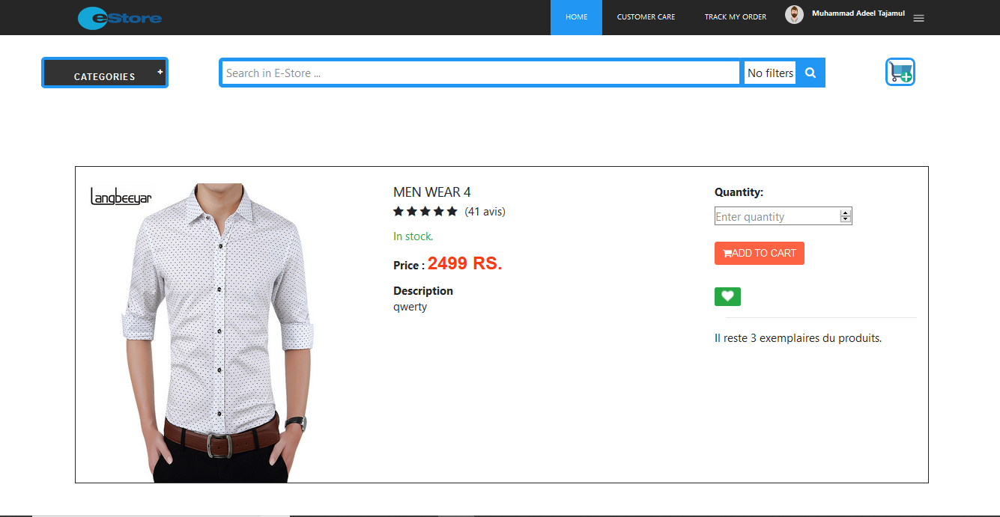 eStore
HOME
CUSTOMER CARE
TRACK MY ORDER
Muhammad Adeel Tajamul
CATEGORIES +
Search in E-Store ...
No filters
Langbeeyar
MEN WEAR 4
(41 avis)
In stock.
Price : 2499 RS.
Description
qwerty
Quantity:
Enter quantity
ADD TO CART
Il reste 3 exemplaires du produits.